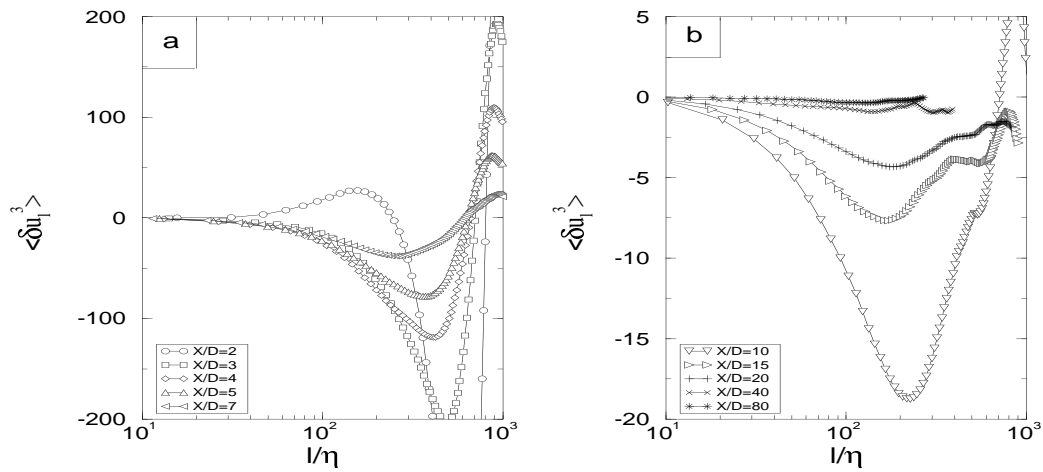 a
200
100
0
-100
-200
<δu_l^3>
X/D=2
X/D=3
X/D=4
X/D=5
X/D=7
10^1
10^2
10^3
l/η
b
5
0
-5
-10
-15
-20
<δu_l^3>
X/D=10
X/D=15
X/D=20
X/D=40
X/D=80
10^1
10^2
10^3
l/η